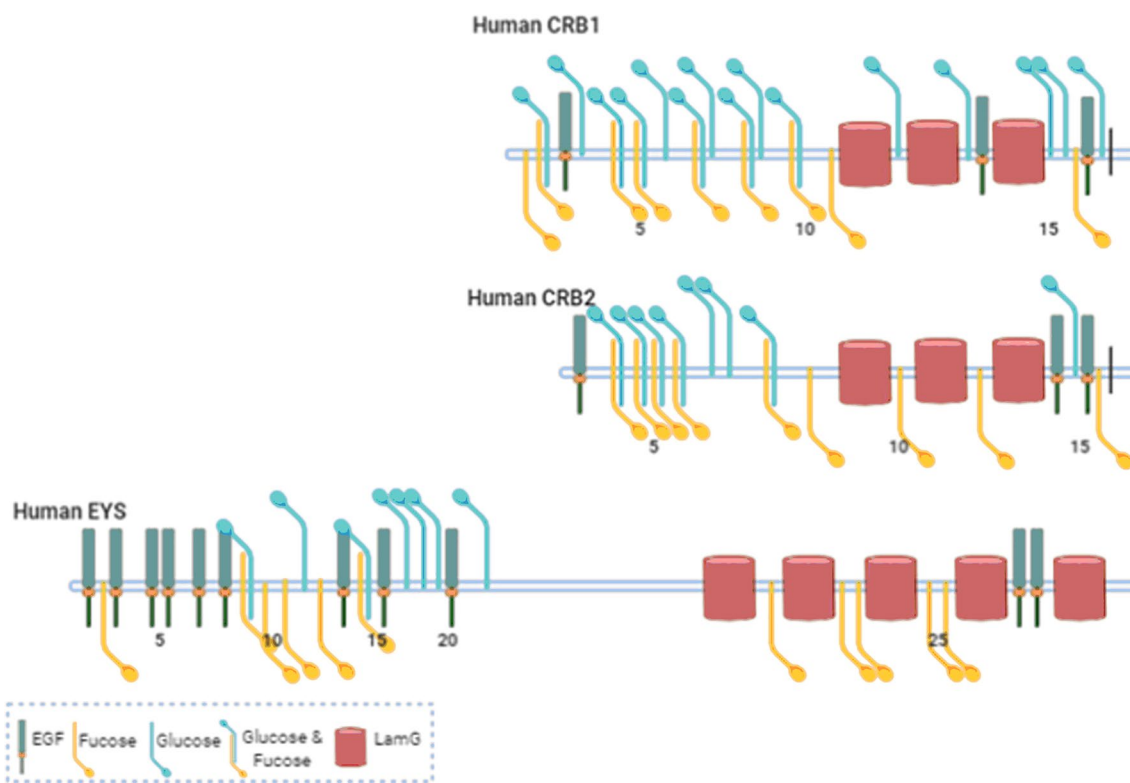 Human CRB1
5
10
15
Human CRB2
5
10
15
Human EYS
5
10
15
20
25
EGF
Fucose
Glucose
Glucose &
Fucose
LamG